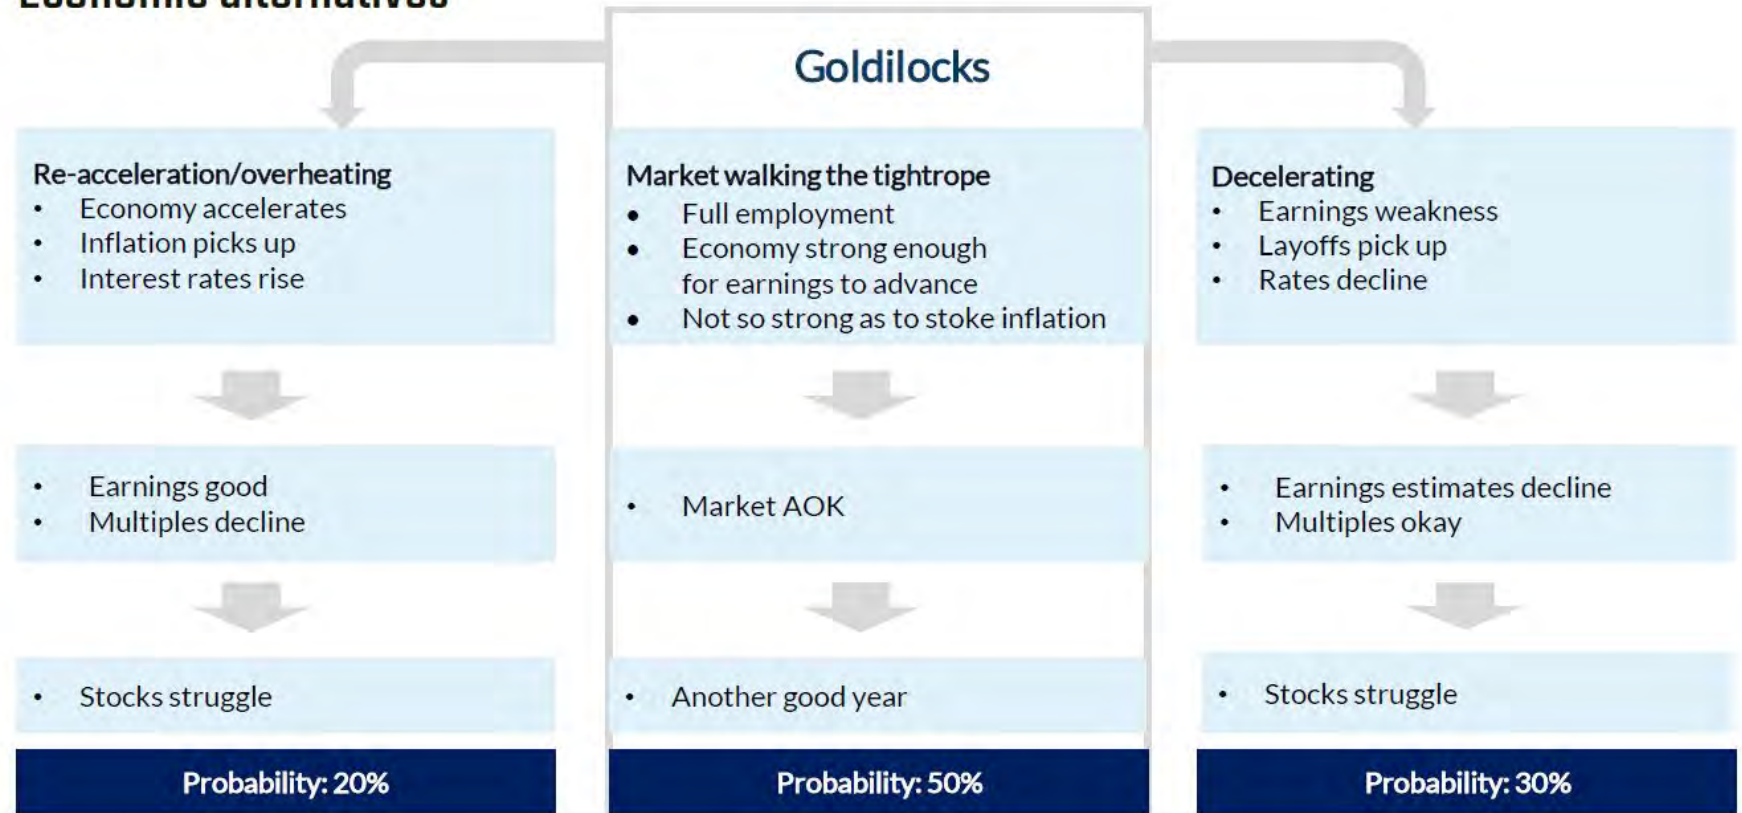 Economic alternatives
Goldilocks
Re-acceleration/overheating
• Economy accelerates
• Inflation picks up
• Interest rates rise
Market walking the tightrope
• Full employment
• Economy strong enough
for earnings to advance
• Not so strong as to stoke inflation
Decelerating
• Earnings weakness
• Layoffs pick up
• Rates decline
• Earnings good
• Multiples decline
• Market AOK
• Earnings estimates decline
• Multiples okay
• Stocks struggle
• Another good year
• Stocks struggle
Probability: 20%
Probability: 50%
Probability: 30%